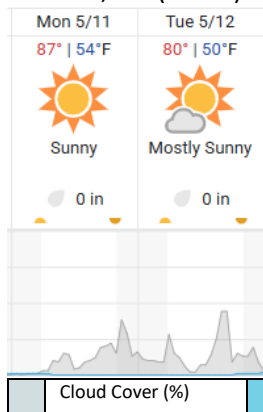 Mon 5/11
Tue 5/12
87° | 54°F
80° | 50°F
Sunny
Mostly Sunny
0 in
0 in
Cloud Cover (%)